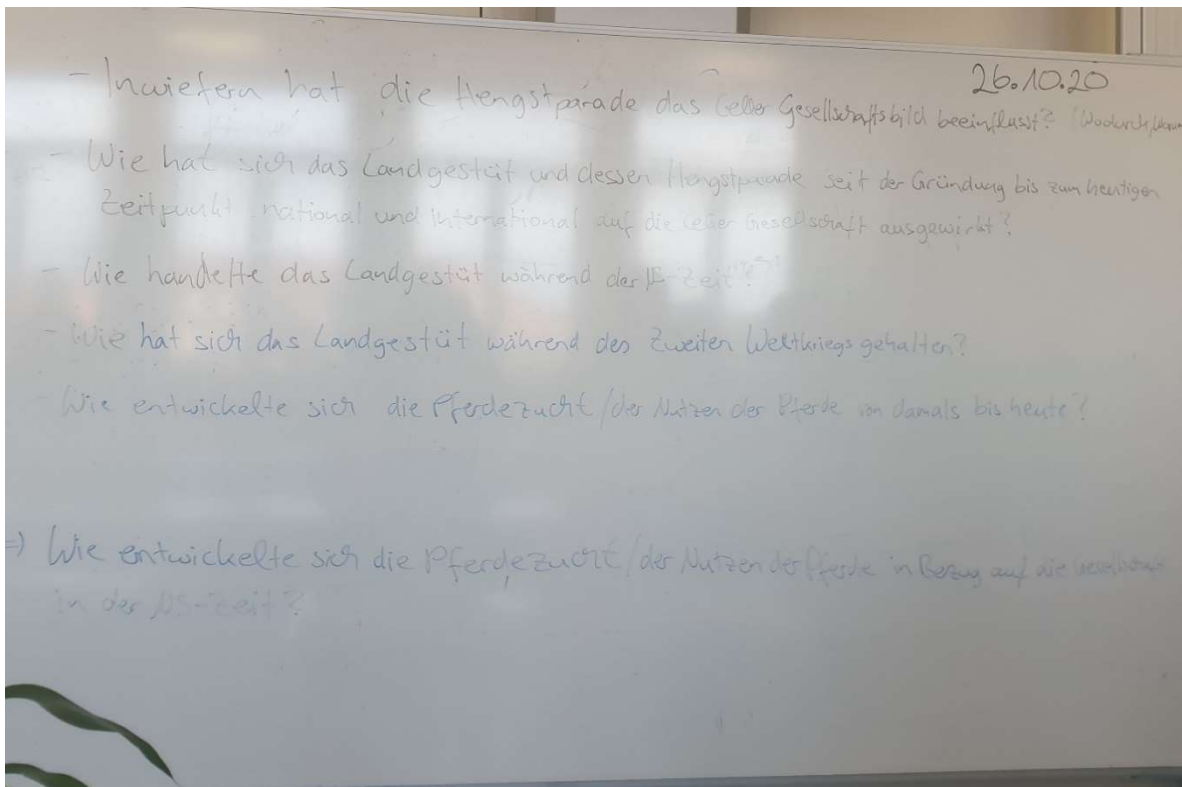 26.10.20
- Inwiefern hat die Hengstparade das Celler Gesellschaftsbild beeinflusst? (Wodurch,
- Wie hat sich das Landgestüt und dessen Hengstparade seit der Gründung bis zum heutigen
Zeitpunkt national und international auf die Celler Gesellschaft ausgewirkt?
- Wie handelte das Landgestüt während der NS-Zeit?
- Wie hat sich das Landgestüt während des Zweiten Weltkriegs gehalten?
- Wie entwickelte sich die Pferdezucht/der Nutzen der Pferde von damals bis heute?
=) Wie entwickelte sich die Pferdezucht/der Nutzen der Pferde in Bezug auf die Gesellschaft
in der NS-Zeit?